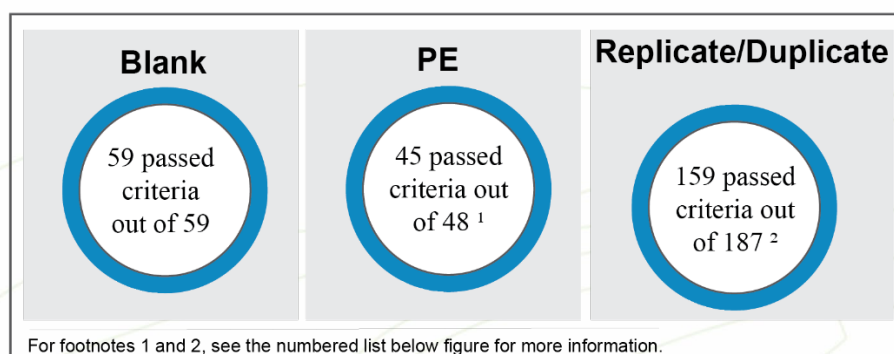 Blank
59 passed
criteria
out of 59
PE
45 passed
criteria out
of 48 ¹
Replicate/Duplicate
159 passed
criteria out
of 187 ²
For footnotes 1 and 2, see the numbered list below figure for more information.